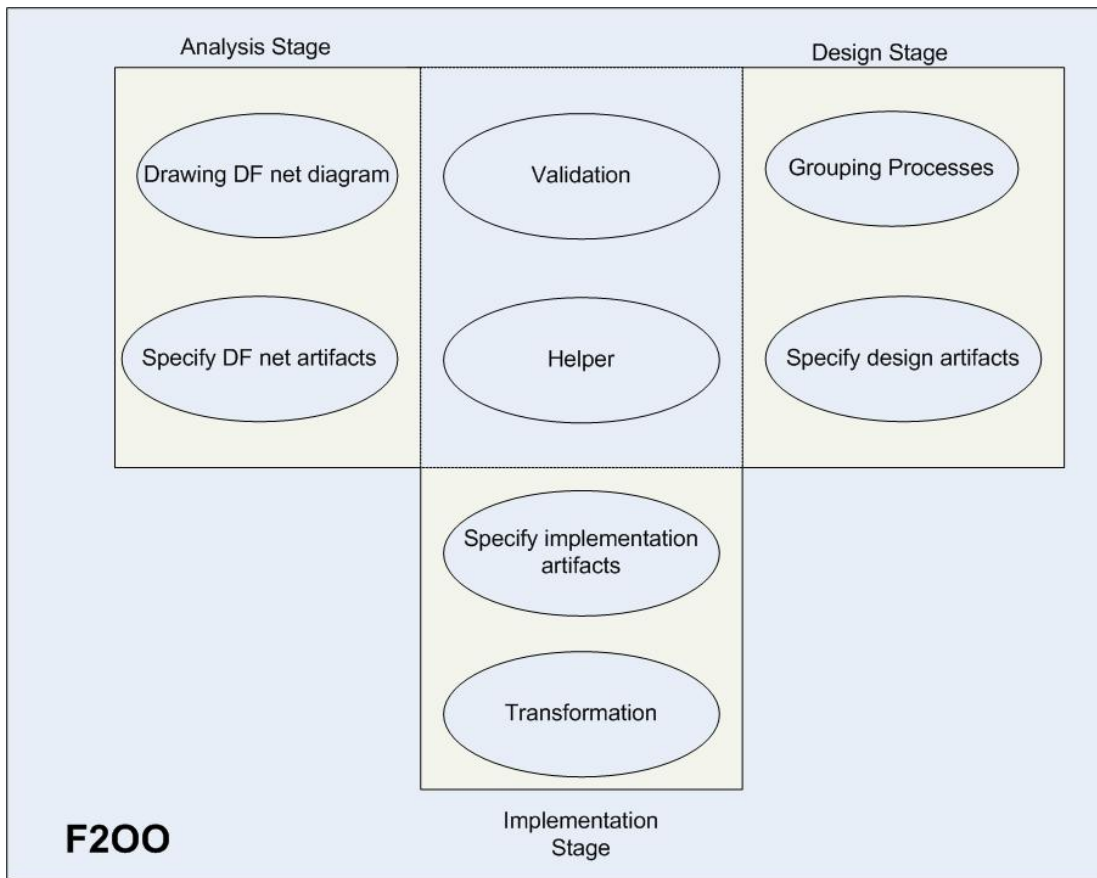 Analysis Stage
Design Stage
Drawing DF net diagram
Validation
Grouping Processes
Specify DF net artifacts
Helper
Specify design artifacts
Specify implementation
artifacts
Transformation
Implementation
Stage
F2OO